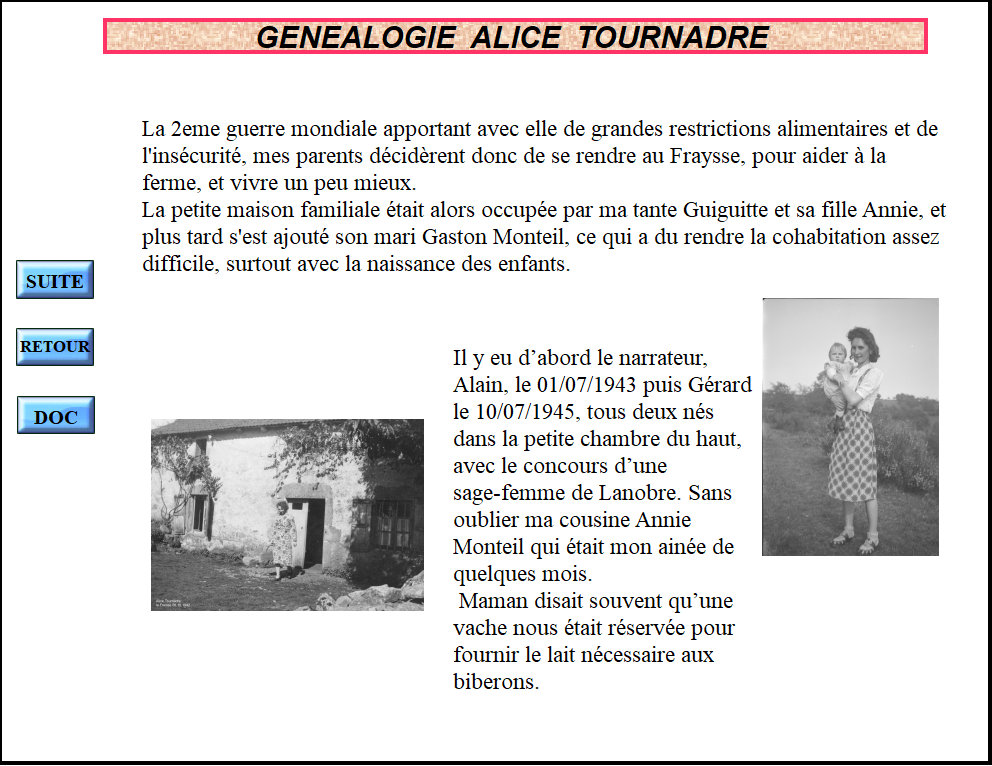 GENEALOGIE ALICE TOURNADRE
La 2eme guerre mondiale apportant avec elle de grandes restrictions alimentaires et de
l'insécurité, mes parents décidèrent donc de se rendre au Fraysse, pour aider à la
ferme, et vivre un peu mieux.
La petite maison familiale était alors occupée par ma tante Guiguitte et sa fille Annie, et
plus tard s'est ajouté son mari Gaston Monteil, ce qui a du rendre la cohabitation assez
difficile, surtout avec la naissance des enfants.
SUITE
RETOUR
DOC
Il y eu d’abord le narrateur,
Alain, le 01/07/1943 puis Gérard
le 10/07/1945, tous deux nés
dans la petite chambre du haut,
avec le concours d’une
sage-femme de Lanobre. Sans
oublier ma cousine Annie
Monteil qui était mon ainée de
quelques mois.
Maman disait souvent qu’une
vache nous était réservée pour
fournir le lait nécessaire aux
biberons.
Alice Tournadre